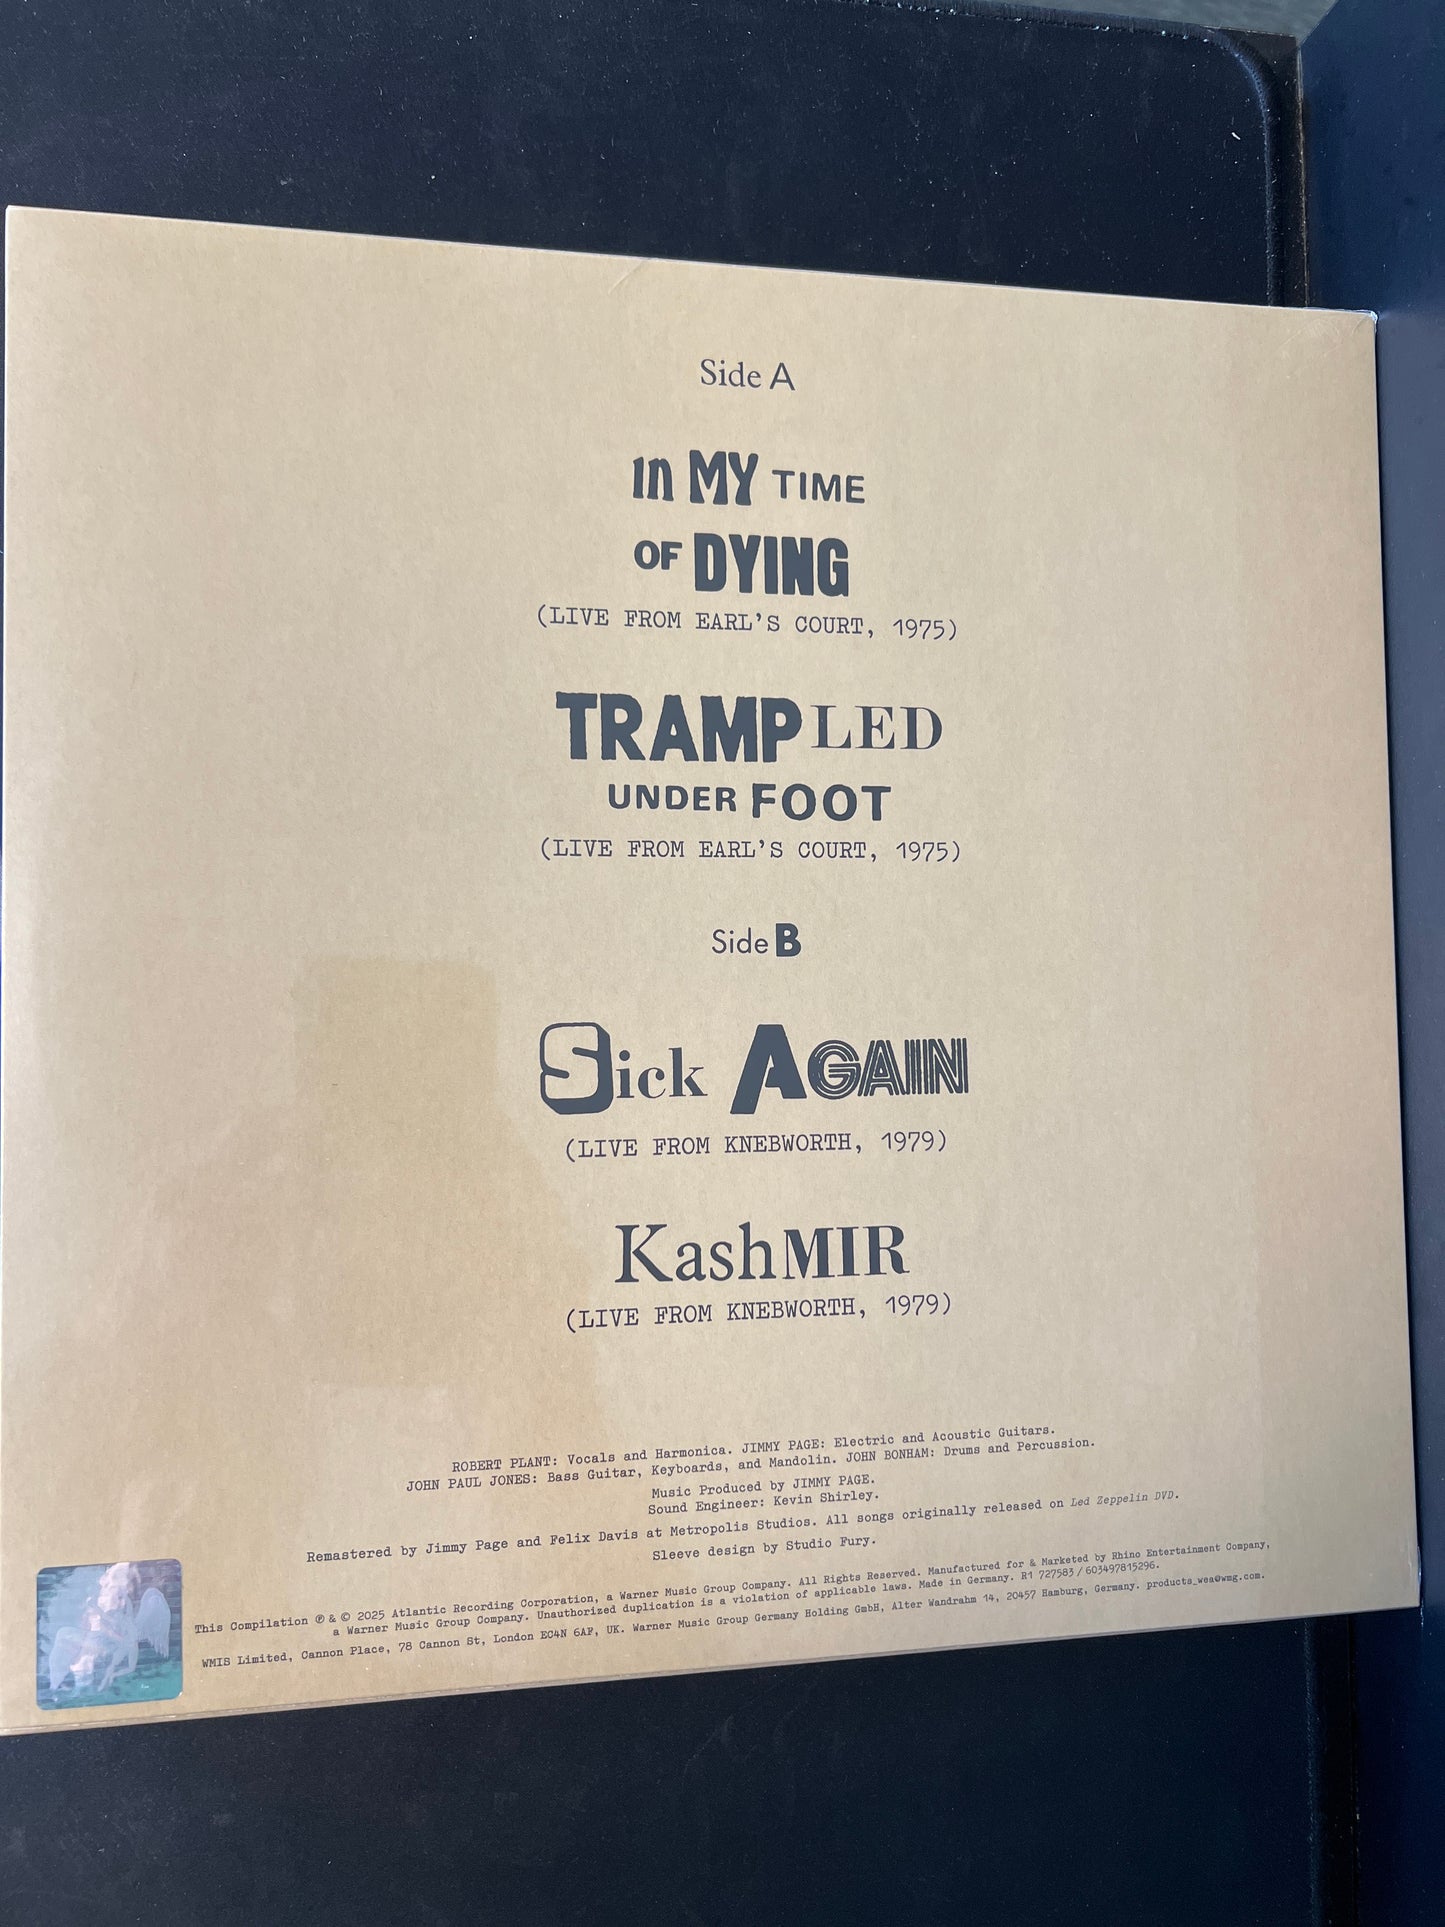 Side A
In MY TIME
OF DYING
(LIVE FROM EARL'S COURT, 1975)
TRAMPLED
UNDER FOOT
(LIVE FROM EARL'S COURT, 1975)
Side B
Sick AGAIN
(LIVE FROM KNEBWORTH, 1979)
KashMIR
(LIVE FROM KNEBWORTH, 1979)
ROBERT PLANT: Vocals and Harmonica. JIMMY PAGE: Electric and Acoustic Guitars.
JOHN PAUL JONES: Bass Guitar, Keyboards, and Mandolin. JOHN BONHAM: Drums and Percussion.
Music Produced by JIMMY PAGE.
Sound Engineer: Kevin Shirley.
Remastered by Jimmy Page and Felix Davis at Metropolis Studios. All songs originally released on Led Zeppelin DVD.
Sleeve design by Studio Fury.
This Compilation ℗ & © 2025 Atlantic Recording Corporation, a Warner Music Group Company. All Rights Reserved. Manufactured for & Marketed by Rhino Entertainment Company,
a Warner Music Group Company. Unauthorized duplication is a violation of applicable laws. Made in Germany. R1 727583 / 603497815296.
WMIS Limited, Cannon Place, 78 Cannon St, London EC4N 6AF, UK. Warner Music Group Germany Holding GmbH, Alter Wandrahm 14, 20457 Hamburg, Germany. products_wea@wmg.com.